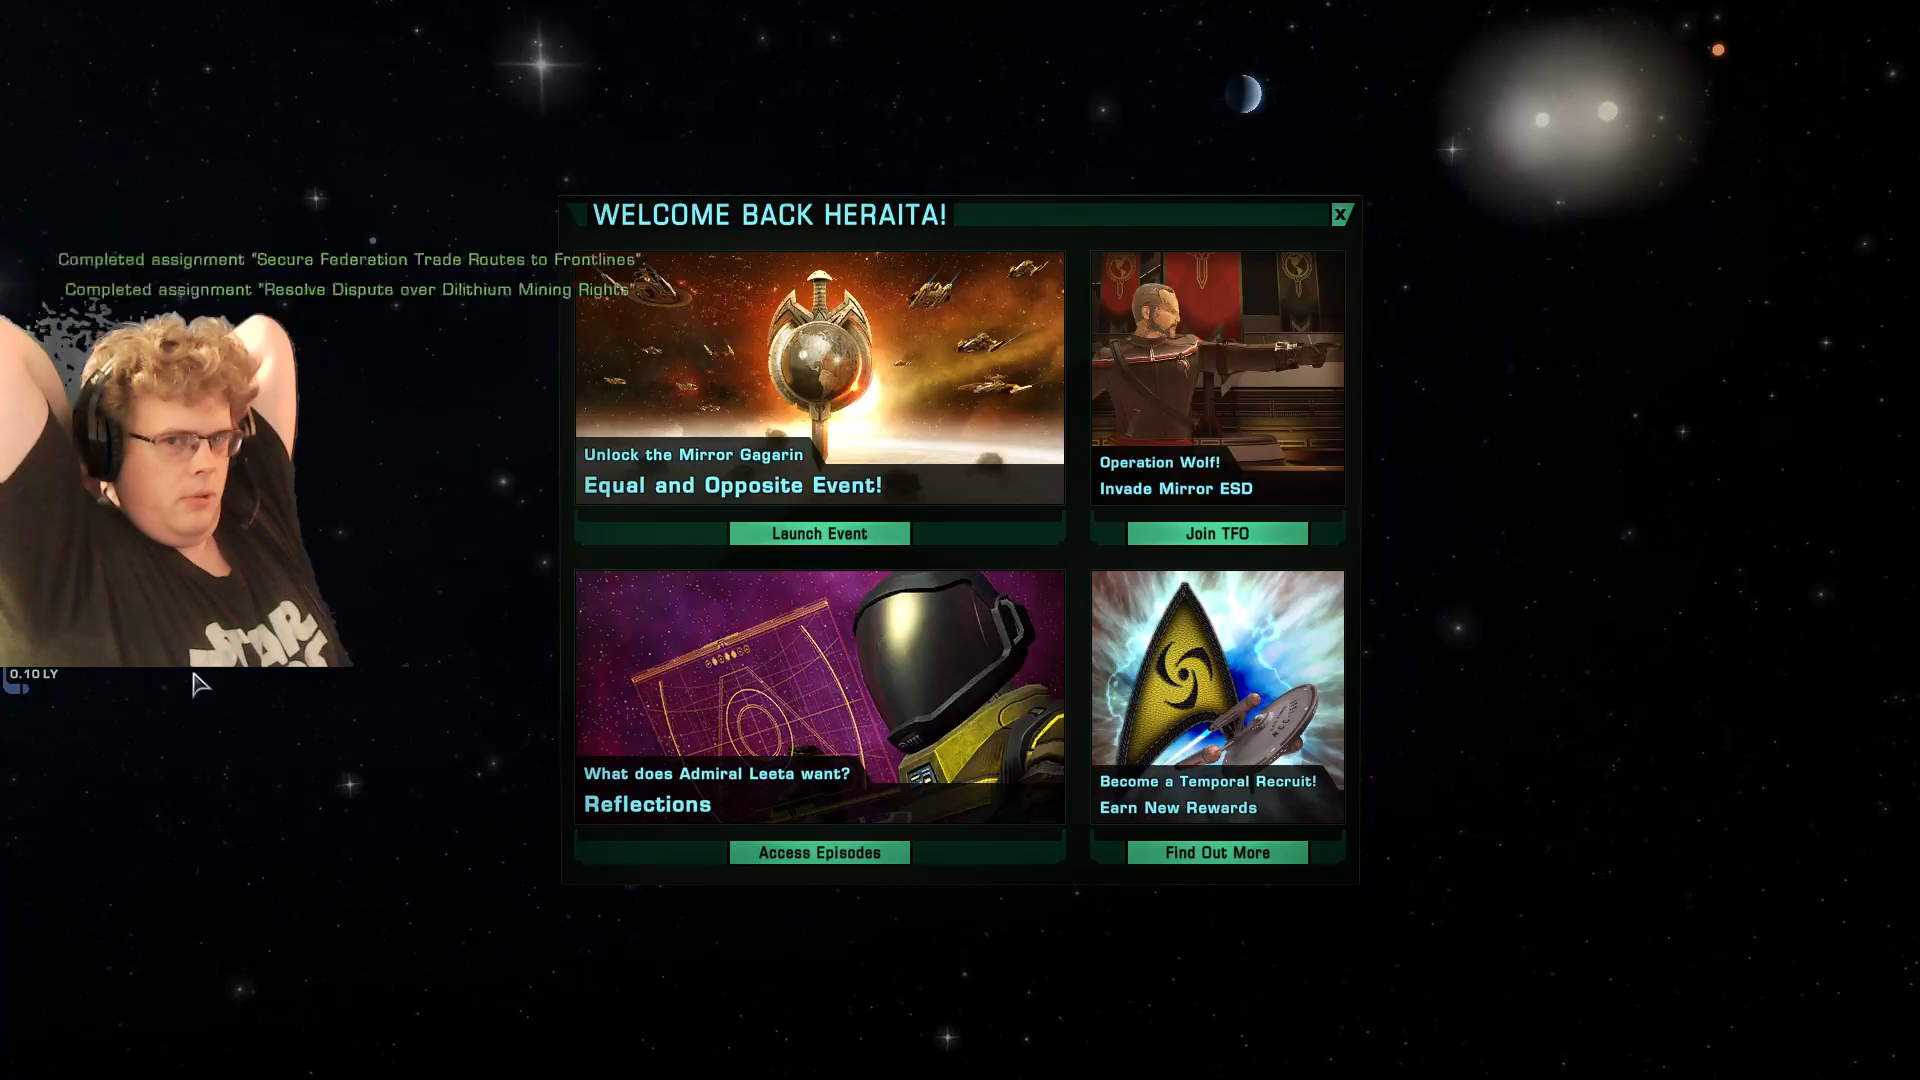 WELCOME BACK HERAITA!
X
Completed assignment "Secure Federation Trade Routes to Frontlines".
Completed assignment "Resolve Dispute over Dilithium Mining Rights".
Unlock the Mirror Gagarin
Equal and Opposite Event!
Launch Event
Operation Wolf!
Invade Mirror ESD
Join TFO
STAR
0.10 LY
What does Admiral Leeta want?
Reflections
Access Episodes
Become a Temporal Recruit!
Earn New Rewards
Find Out More